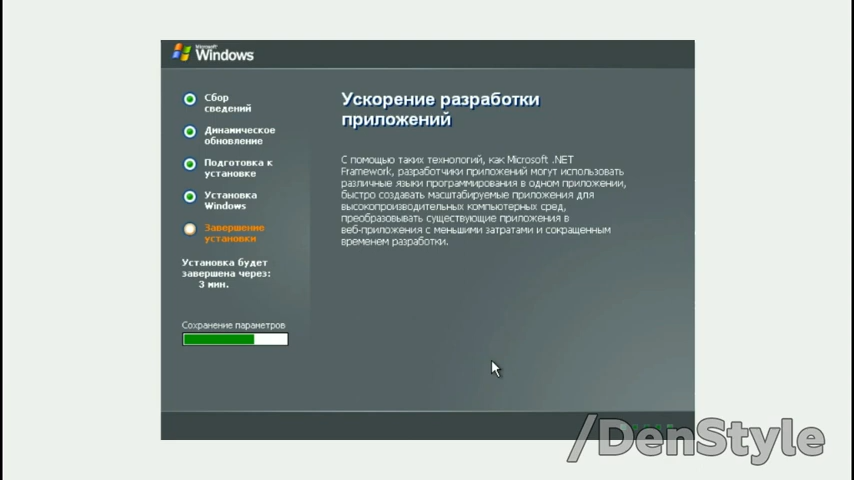 Microsoft
Windows
Сбор
сведений
Динамическое
обновление
Подготовка к
установке
Установка
Windows
Завершение
установки
Установка будет
завершена через:
3 мин.
Сохранение параметров
Ускорение разработки
приложений
С помощью таких технологий, как Microsoft .NET
Framework, разработчики приложений могут использовать
различные языки программирования в одном приложении,
быстро создавать масштабируемые приложения для
высокопроизводительных компьютерных сред,
преобразовывать существующие приложения в
веб-приложения с меньшими затратами и сокращенным
временем разработки.
/DenStyle